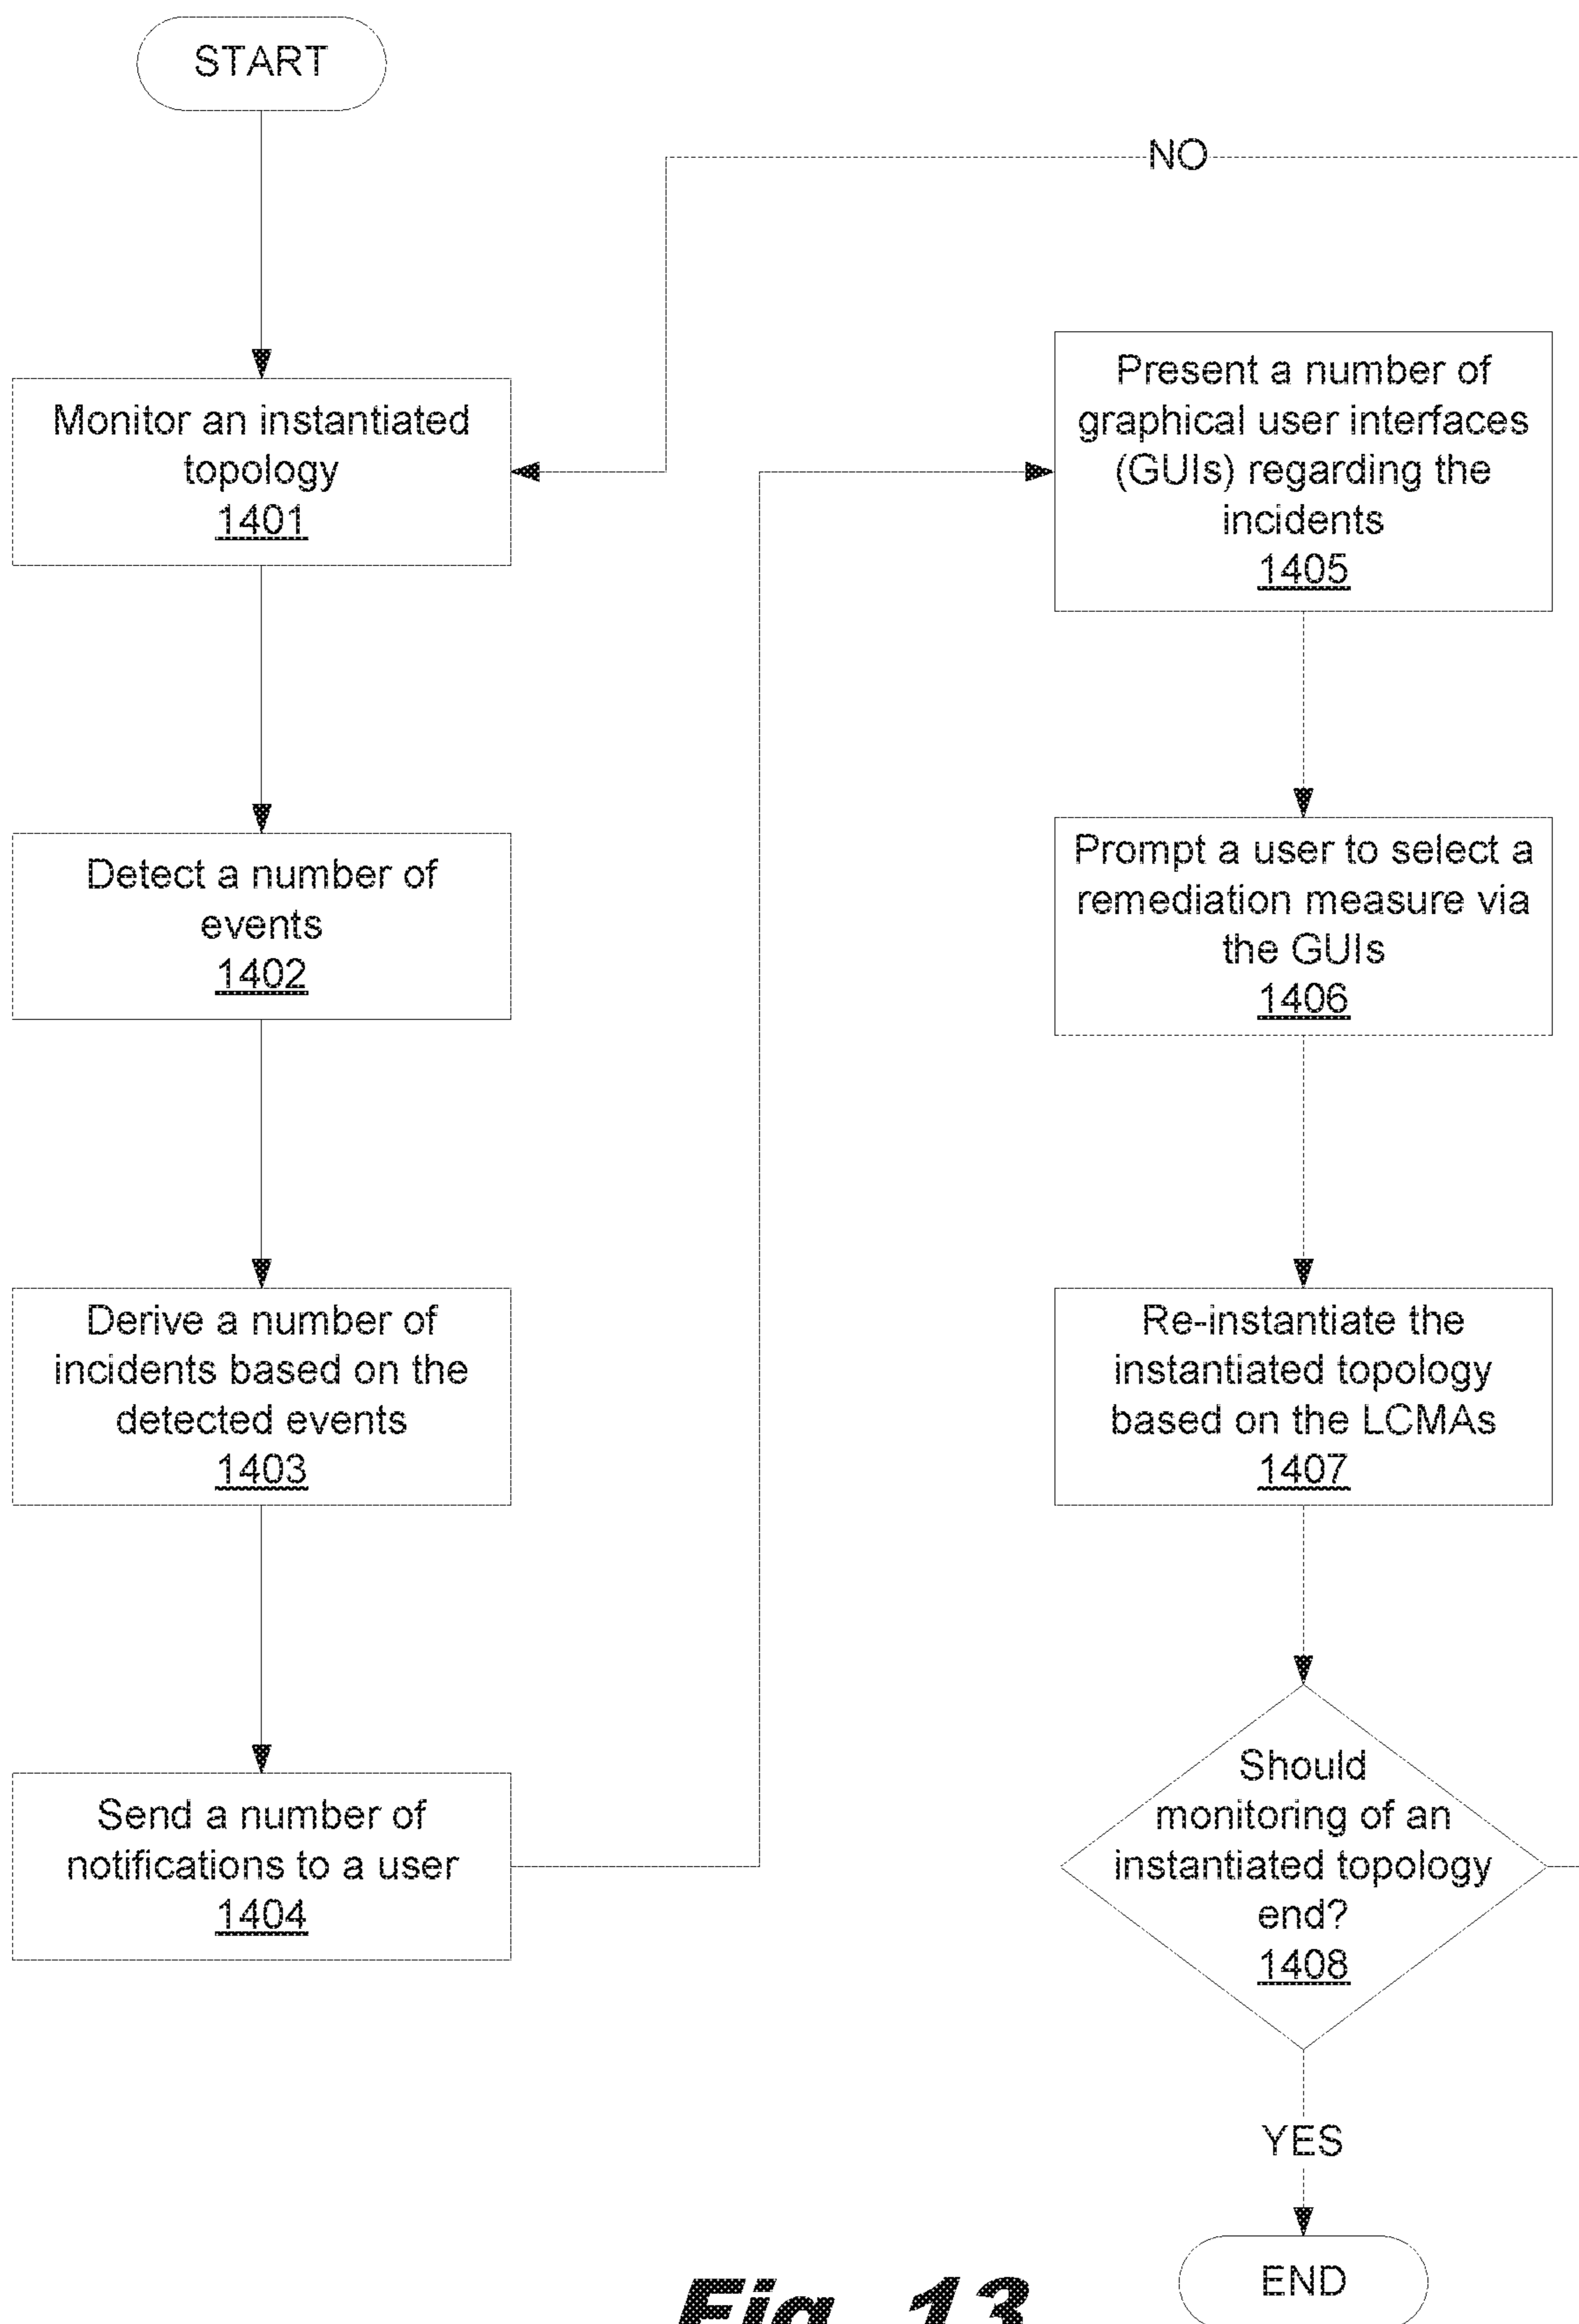 START
Monitor an instantiated
topology
1401
Detect a number of
events
1402
Derive a number of
incidents based on the
detected events
1403
Send a number of
notifications to a user
1404
NO
Present a number of
graphical user interfaces
(GUIs) regarding the
incidents
1405
Prompt a user to select a
remediation measure via
the GUIs
1406
Re-instantiate the
instantiated topology
based on the LCMAs
1407
Should
monitoring of an
instantiated topology
end?
1408
YES
END
Fig. 13